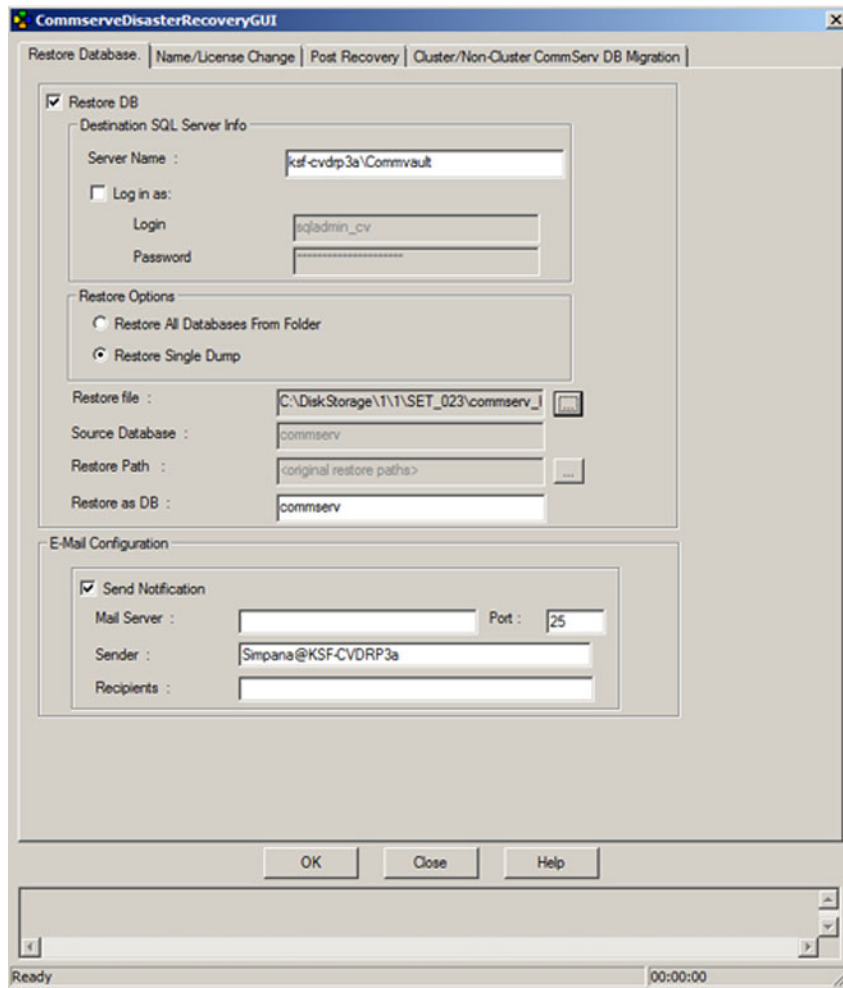 CommserveDisasterRecoveryGUI
Restore Database. Name/License Change Post Recovery Cluster/Non-Cluster CommServ DB Migration
Restore DB
Destination SQL Server Info
Server Name : ksf-cvdrp3a\Commvault
Log in as:
Login sqladmin_cv
Password
Restore Options
Restore All Databases From Folder
Restore Single Dump
Restore file : C:\DiskStorage\1\1\SET_023\commserv_ ...
Source Database : commserv
Restore Path : <original restore paths> ...
Restore as DB : commserv
E-Mail Configuration
Send Notification
Mail Server : Port : 25
Sender : Simpana@KSF-CVDRP3a
Recipients :
OK Close Help
Ready 00:00:00